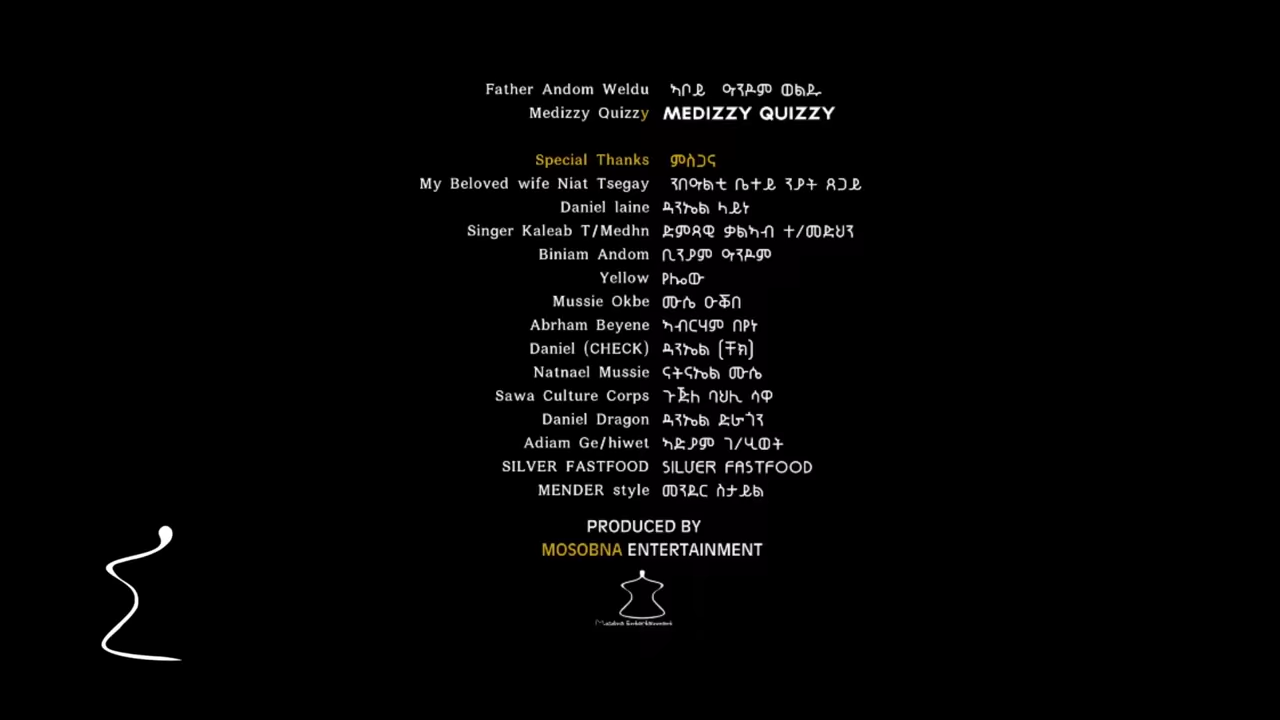 Father Andom Weldu ኣቦይ ዓንዶም ወልዱ
Medizzy Quizzy MEDIZZY QUIZZY
Special Thanks ምስጋና
My Beloved wife Niat Tsegay ንበዓልቲ ቤተይ ንያት ጸጋይ
Daniel laine ዳንኤል ላይነ
Singer Kaleab T/Medhn ድምጻዊ ቃልኣብ ተ/መድህን
Biniam Andom ቢንያም ዓንዶም
Yellow የሎው
Mussie Okbe ሙሴ ዑቕበ
Abrham Beyene ኣብርሃም በየነ
Daniel (CHECK) ዳንኤል (ቸክ)
Natnael Mussie ናትናኤል ሙሴ
Sawa Culture Corps ጉጅለ ባህሊ ሳዋ
Daniel Dragon ዳንኤል ድራጎን
Adiam Ge/hiwet ኣድያም ገ/ሂወት
SILVER FASTFOOD SILVER FASTFOOD
MENDER style መንደር ስታይል
PRODUCED BY
MOSOBNA ENTERTAINMENT
Mosobna Entertainment